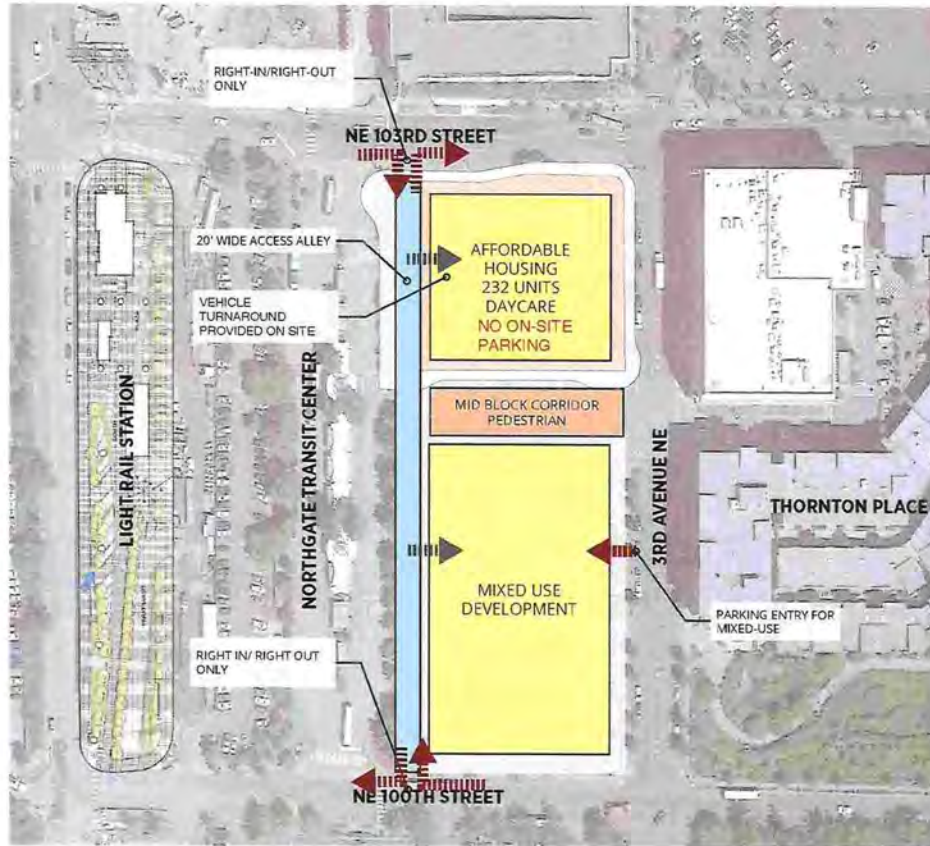 RIGHT-IN/RIGHT-OUT
ONLY
NE 103RD STREET
20' WIDE ACCESS ALLEY
VEHICLE
TURNAROUND
PROVIDED ON SITE
AFFORDABLE
HOUSING
232 UNITS
DAYCARE
NO ON-SITE
PARKING
LIGHT RAIL STATION
NORTHGATE TRANSIT CENTER
MID BLOCK CORRIDOR
PEDESTRIAN
3RD AVENUE NE
THORNTON PLACE
MIXED USE
DEVELOPMENT
PARKING ENTRY FOR
MIXED-USE
RIGHT IN/ RIGHT OUT
ONLY
NE 100TH STREET